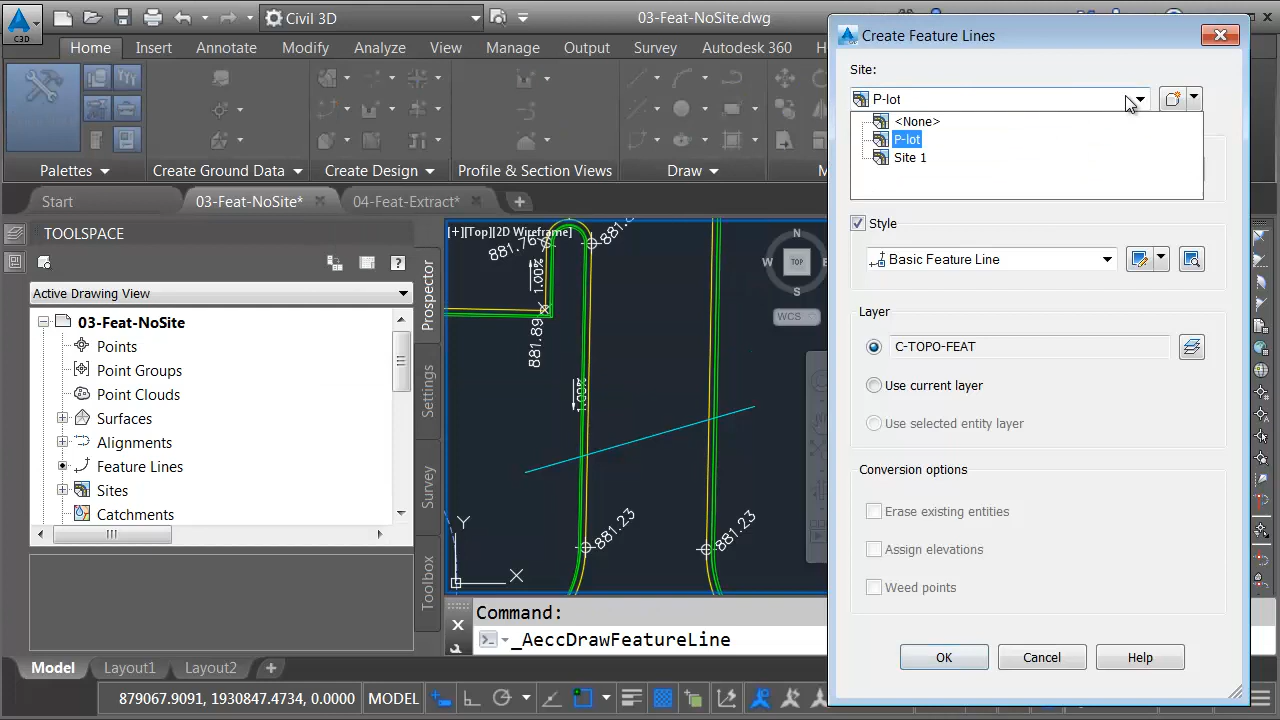 C3D
Civil 3D
03-Feat-NoSite.dwg
Home
Insert
Annotate
Modify
Analyze
View
Manage
Output
Survey
Autodesk 360
Palettes
Create Ground Data
Create Design
Profile & Section Views
Draw
Start
03-Feat-NoSite*
04-Feat-Extract*
TOOLSPACE
Active Drawing View
03-Feat-NoSite
Points
Point Groups
Point Clouds
Surfaces
Alignments
Feature Lines
Sites
Catchments
Prospector
Settings
Survey
Toolbox
[+][Top][2D Wireframe]
881.76
1.00%
881.89
1.00%
881.23
881.23
N
W
TOP
S
WCS
Y
X
Command:
_AeccDrawFeatureLine
Model
Layout1
Layout2
879067.9091, 1930847.4734, 0.0000
MODEL
Create Feature Lines
Site:
P-lot
<None>
P-lot
Site 1
Style
Basic Feature Line
Layer
C-TOPO-FEAT
Use current layer
Use selected entity layer
Conversion options
Erase existing entities
Assign elevations
Weed points
OK
Cancel
Help